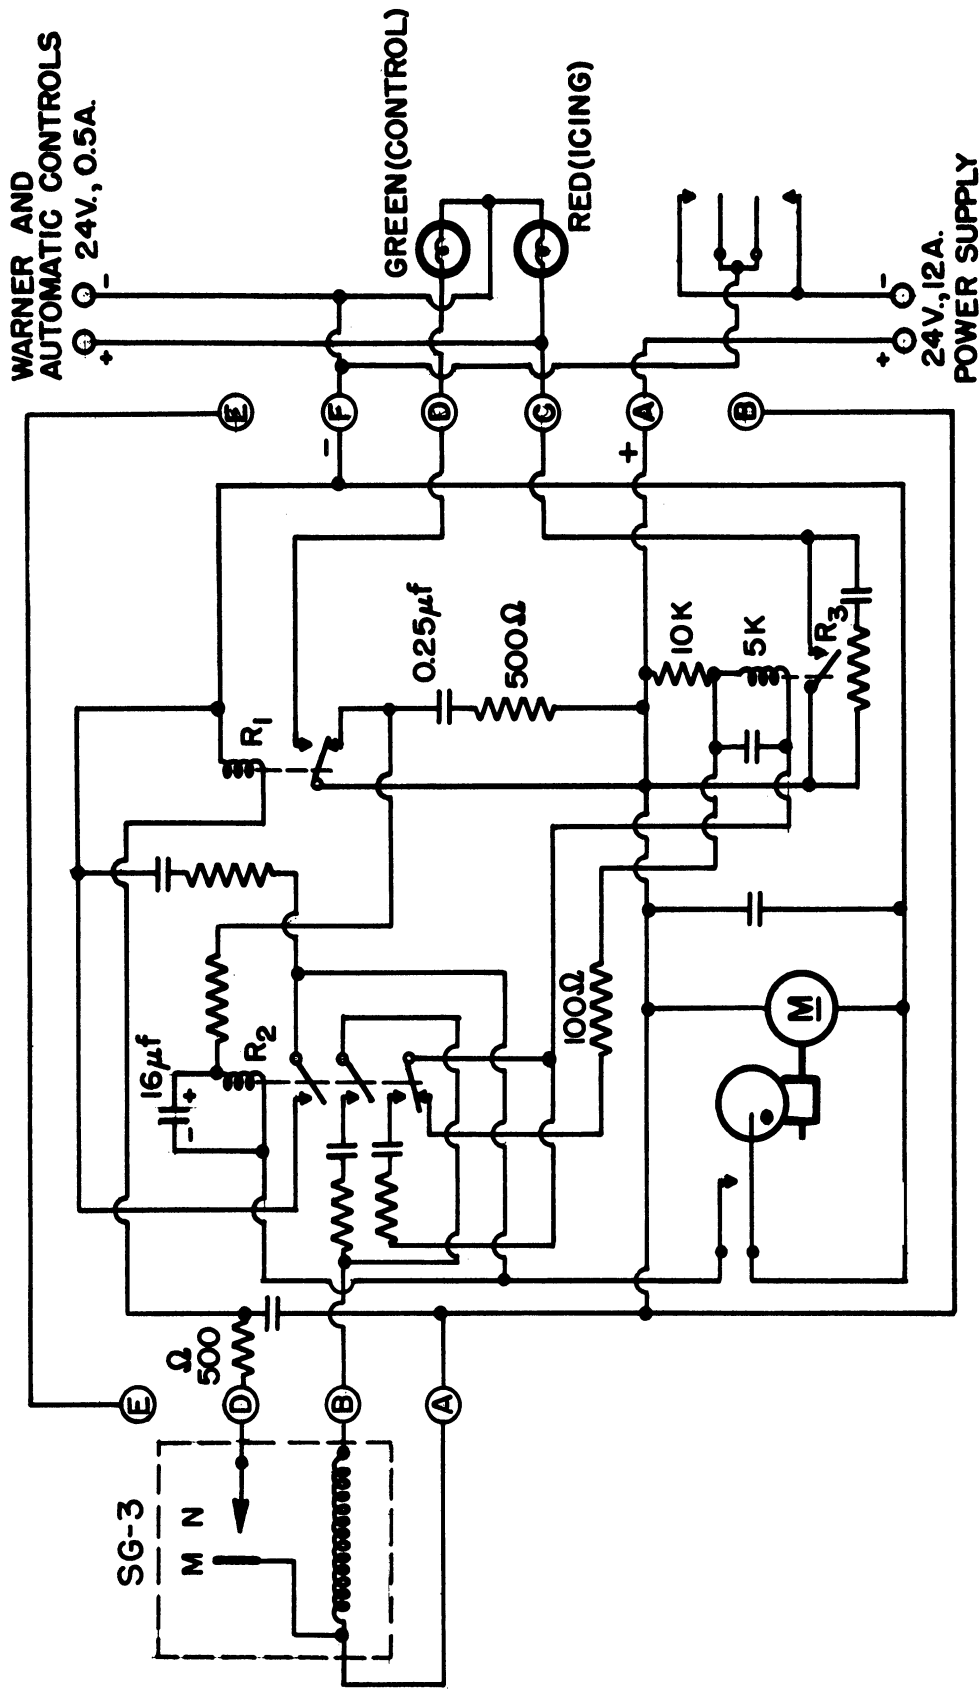 WARNER AND
AUTOMATIC CONTROLS
24V., 0.5A.
+
-
GREEN (CONTROL)
RED (ICING)
24V., 12A.
POWER SUPPLY
+
-
E
F
D
C
A
B
-
+
R1
0.25µf
500Ω
10K
5K
R3
16µf
+
-
R2
100Ω
M
Ω
500
E
D
B
A
SG-3
M N